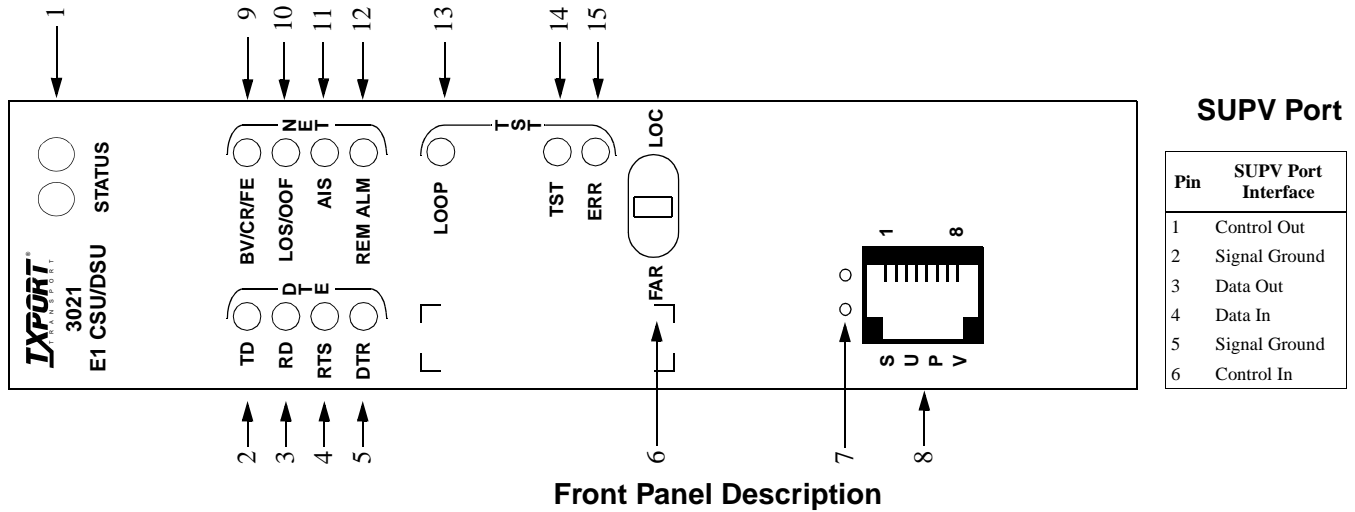 1
9
10
11
12
13
14
15
STATUS
TXPORT®
TRANSPORT
3021
E1 CSU/DSU
NET
BV/CR/FE
LOS/OOF
AIS
REM ALM
DTE
TD
RD
RTS
DTR
TST
LOOP
TST
ERR
LOC
FAR
1
8
SUPV
2
3
4
5
6
7
8
Front Panel Description
SUPV Port
Pin SUPV Port
Interface
1 Control Out
2 Signal Ground
3 Data Out
4 Data In
5 Signal Ground
6 Control In